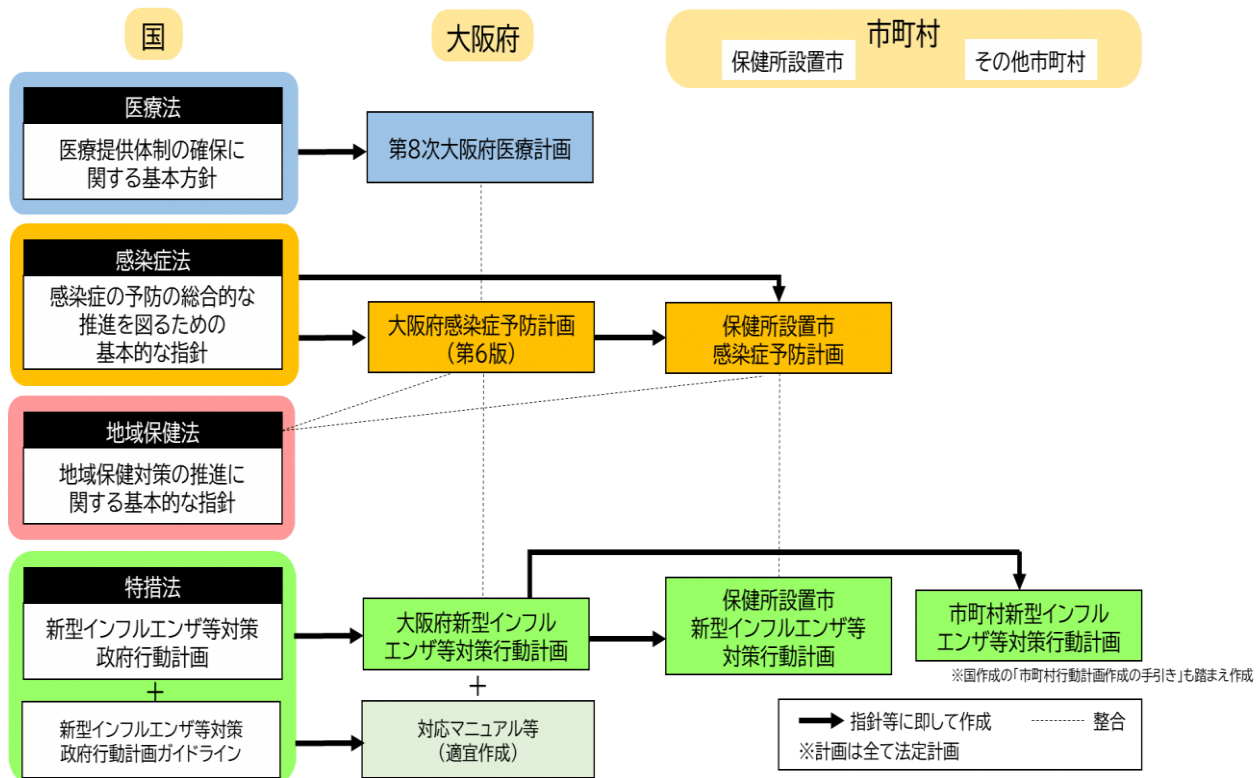 国
大阪府
市町村
保健所設置市
その他市町村
医療法
医療提供体制の確保に
関する基本方針
第8次大阪府医療計画
感染症法
感染症の予防の総合的な
推進を図るための
基本的な指針
大阪府感染症予防計画
（第6版）
保健所設置市
感染症予防計画
地域保健法
地域保健対策の推進に
関する基本的な指針
特措法
新型インフルエンザ等対策
政府行動計画
＋
新型インフルエンザ等対策
政府行動計画ガイドライン
大阪府新型インフル
エンザ等対策行動計画
＋
対応マニュアル等
（適宜作成）
保健所設置市
新型インフルエンザ等
対策行動計画
市町村新型インフル
エンザ等対策行動計画
※国作成の「市町村行動計画作成の手引き」も踏まえ作成
指針等に即して作成
整合
※計画は全て法定計画